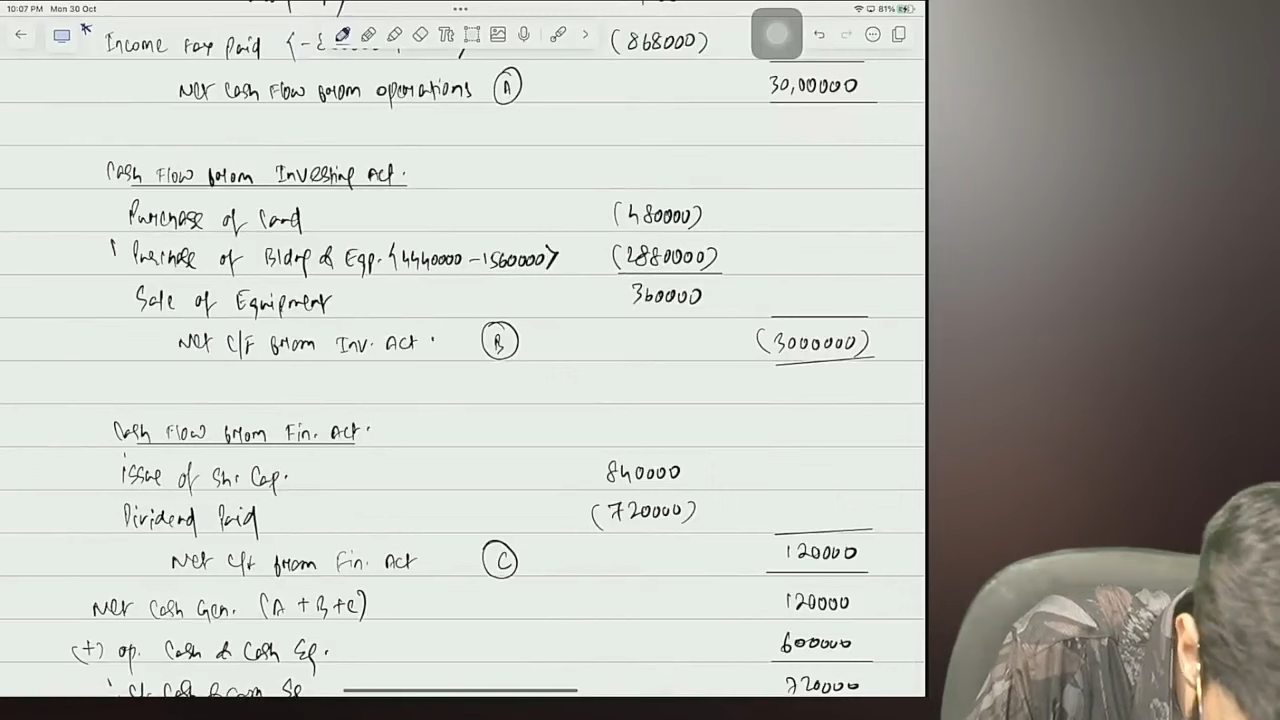 10:07 PM Mon 30 Oct
81%
Income Tax Paid (868000)
Net Cash Flow from operations A 30,00000
Cash Flow from Investing Act.
Purchase of Land (480000)
Purchase of Bldng & Eqp. {4440000 - 1560000} (2880000)
Sale of Equipment 360000
Net C/F from Inv. Act. B (3000000)
Cash Flow from Fin. Act.
issue of Sh. Cap. 840000
Dividend Paid (720000)
Net C/f from Fin. Act C 120000
Net Cash Gen. (A + B + C) 120000
(+) op. Cash & Cash Eq. 600000
720000